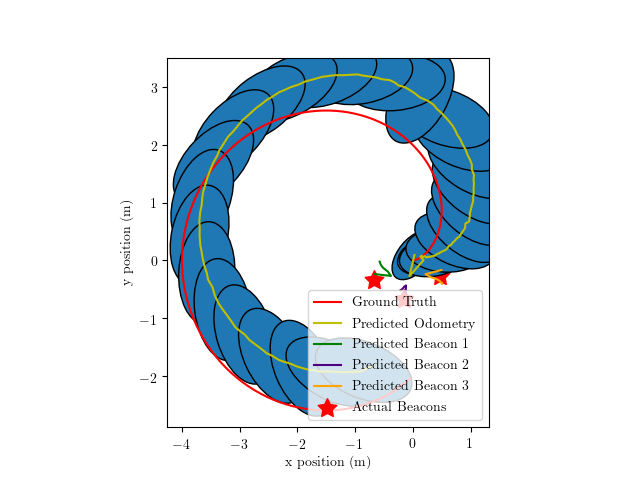 3
2
1
0
−1
−2
y position (m)
Ground Truth
Predicted Odometry
Predicted Beacon 1
Predicted Beacon 2
Predicted Beacon 3
Actual Beacons
−4 −3 −2 −1 0 1
x position (m)